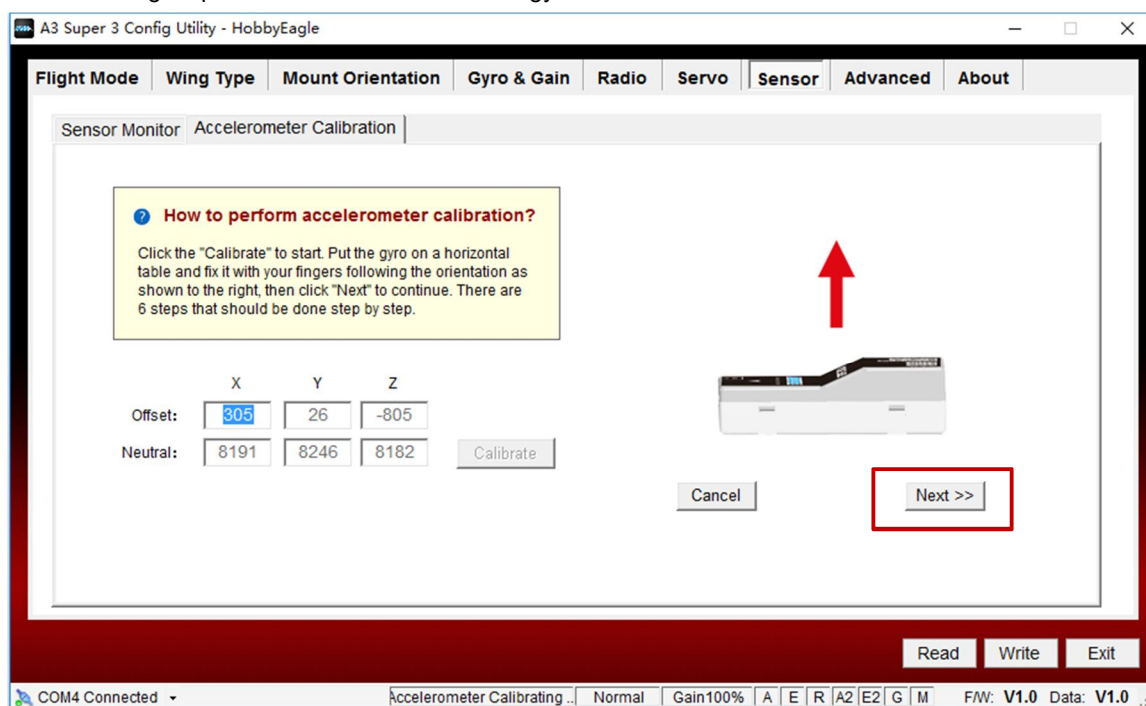 A3 Super 3 Config Utility - HobbyEagle
Flight Mode Wing Type Mount Orientation Gyro & Gain Radio Servo Sensor Advanced About
Sensor Monitor Accelerometer Calibration
How to perform accelerometer calibration?
Click the "Calibrate" to start. Put the gyro on a horizontal
table and fix it with your fingers following the orientation as
shown to the right, then click "Next" to continue. There are
6 steps that should be done step by step.
X Y Z
Offset: 305 26 -805
Neutral: 8191 8246 8182 Calibrate
Cancel Next >>
Read Write Exit
COM4 Connected Accelerometer Calibrating .. Normal Gain100% A E R A2 E2 G M F/W: V1.0 Data: V1.0